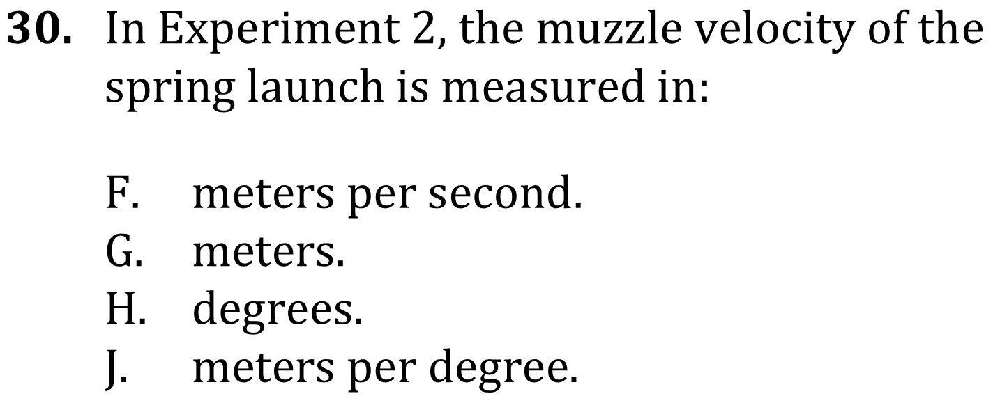 30. In Experiment 2, the muzzle velocity of the
spring launch is measured in:
F. meters per second.
G. meters.
H. degrees.
J. meters per degree.